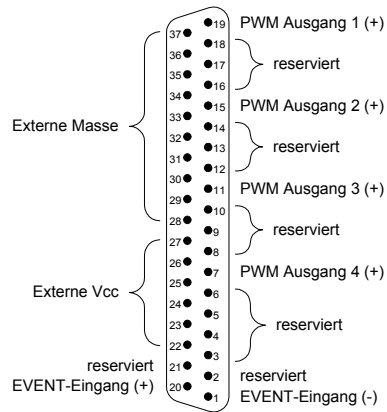 19 PWM Ausgang 1 (+)
37
18
36
17 reserviert
35
16
34
15 PWM Ausgang 2 (+)
33
14
Externe Masse
32
13 reserviert
31
12
30
11 PWM Ausgang 3 (+)
29
10
28
9 reserviert
27
8
26
7 PWM Ausgang 4 (+)
Externe Vcc
25
6
24
5
23
4 reserviert
22
3
reserviert 21
2 reserviert
EVENT-Eingang (+) 20
1 EVENT-Eingang (-)